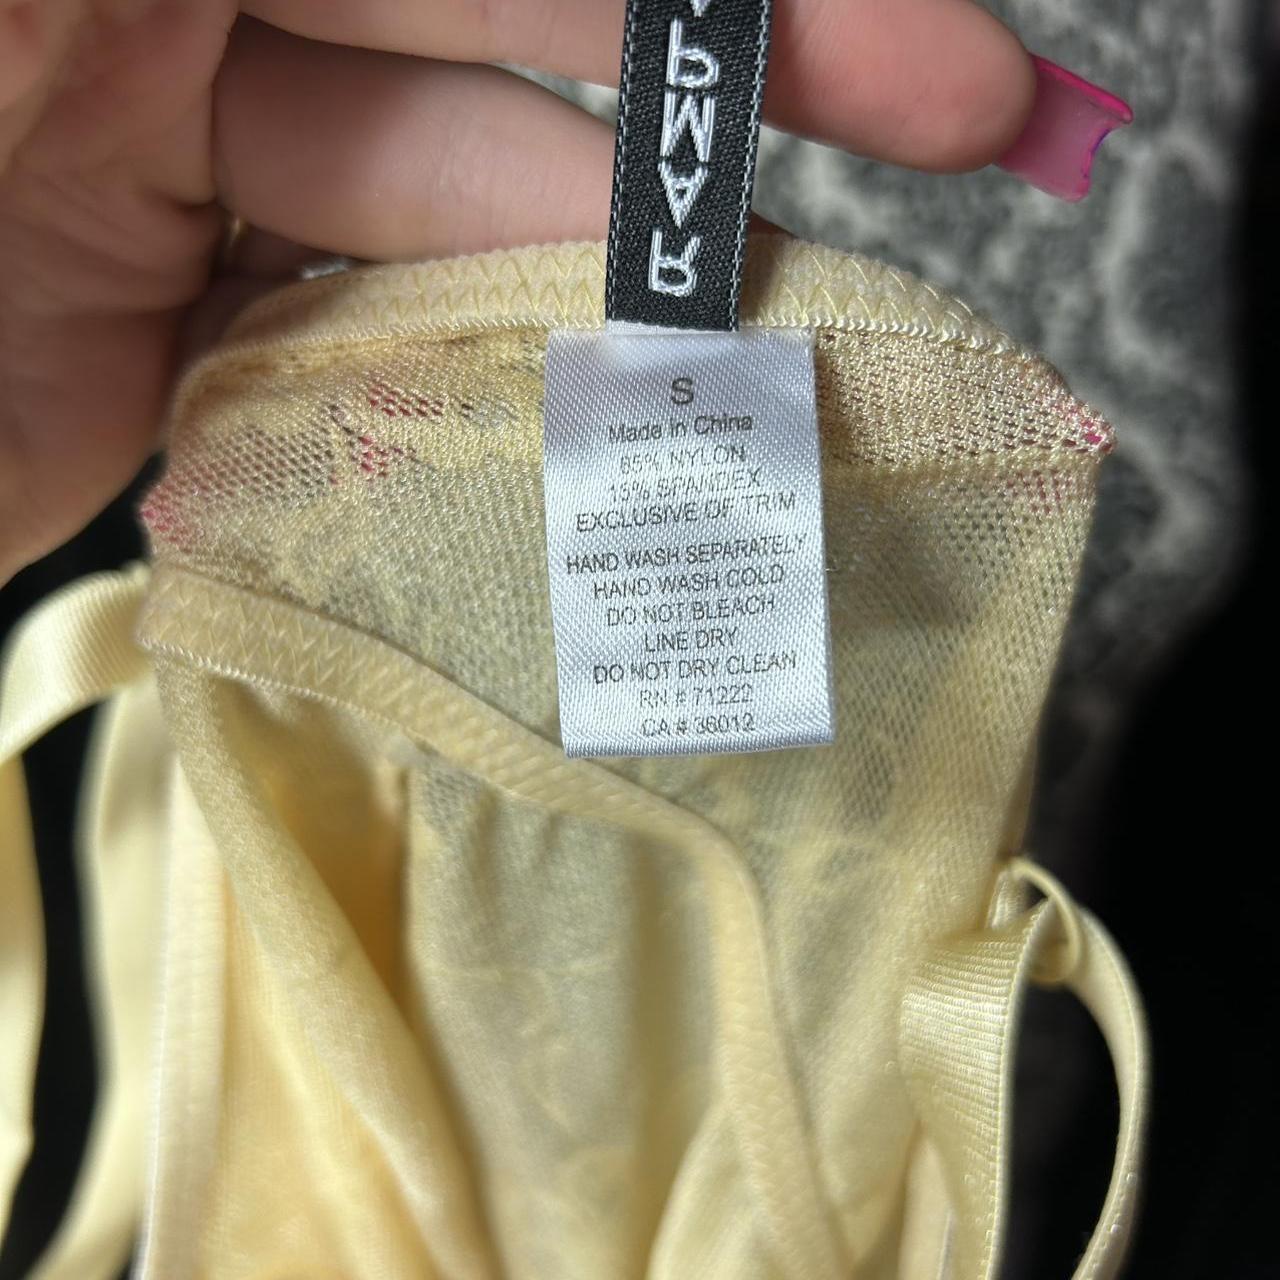 S
Made in China
85% NYLON
15% SPANDEX
EXCLUSIVE OF TRIM
HAND WASH SEPARATELY
HAND WASH COLD
DO NOT BLEACH
LINE DRY
DO NOT DRY CLEAN
RN # 71222
CA # 36012